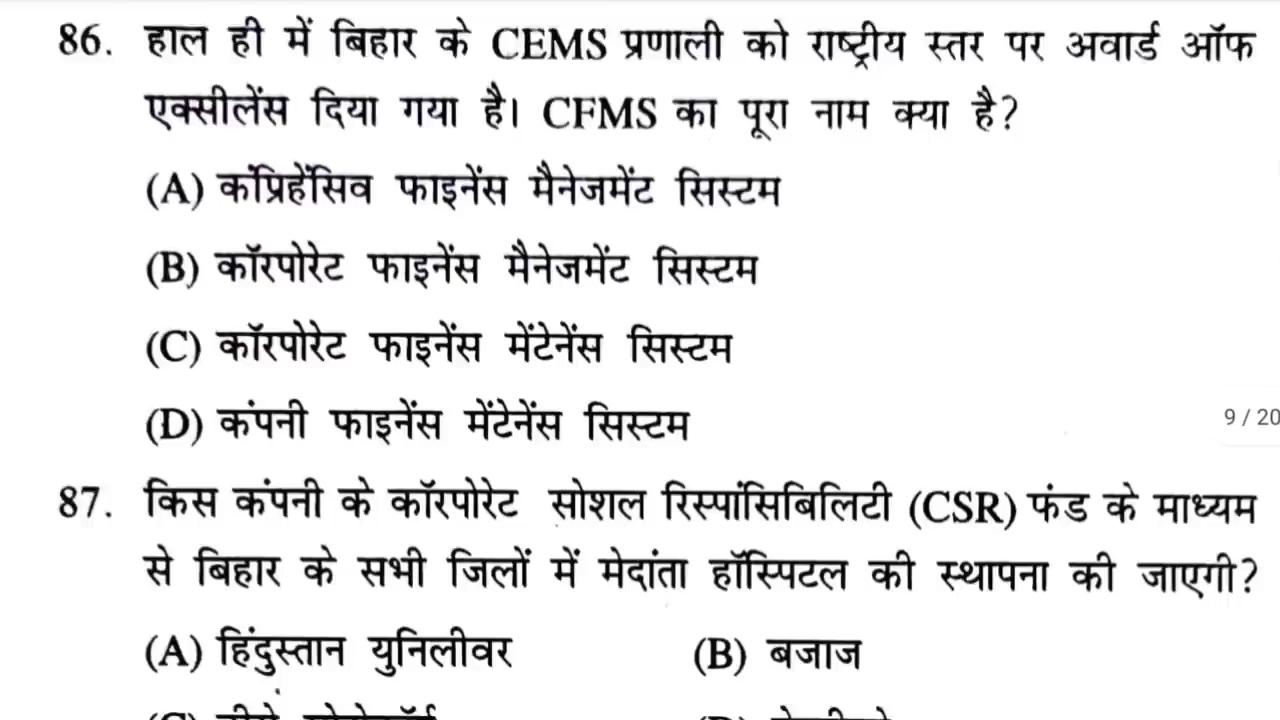 86. हाल ही में बिहार के CEMS प्रणाली को राष्ट्रीय स्तर पर अवार्ड ऑफ
एक्सीलेंस दिया गया है। CFMS का पूरा नाम क्या है?
(A) कंप्रिहेंसिव फाइनेंस मैनेजमेंट सिस्टम
(B) कॉरपोरेट फाइनेंस मैनेजमेंट सिस्टम
(C) कॉरपोरेट फाइनेंस मेंटेनेंस सिस्टम
(D) कंपनी फाइनेंस मेंटेनेंस सिस्टम
9 / 20
87. किस कंपनी के कॉरपोरेट सोशल रिस्पांसिबिलिटी (CSR) फंड के माध्यम
से बिहार के सभी जिलों में मेदांता हॉस्पिटल की स्थापना की जाएगी?
(A) हिंदुस्तान युनिलीवर (B) बजाज